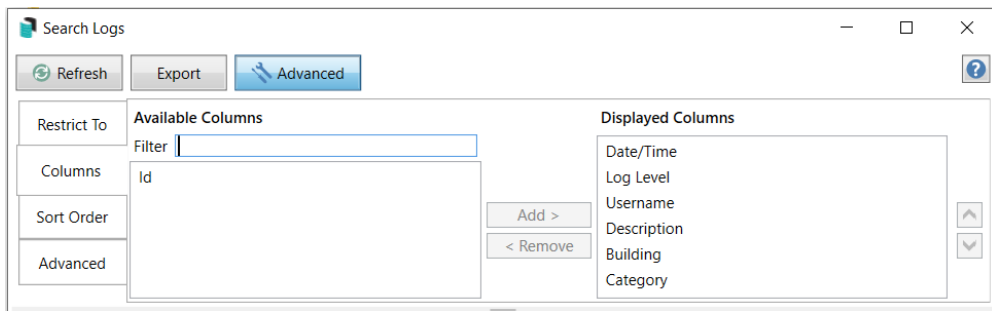 Search Logs
Refresh Export Advanced
Restrict To
Columns
Sort Order
Advanced
Available Columns
Filter
Id
Add >
< Remove
Displayed Columns
Date/Time
Log Level
Username
Description
Building
Category